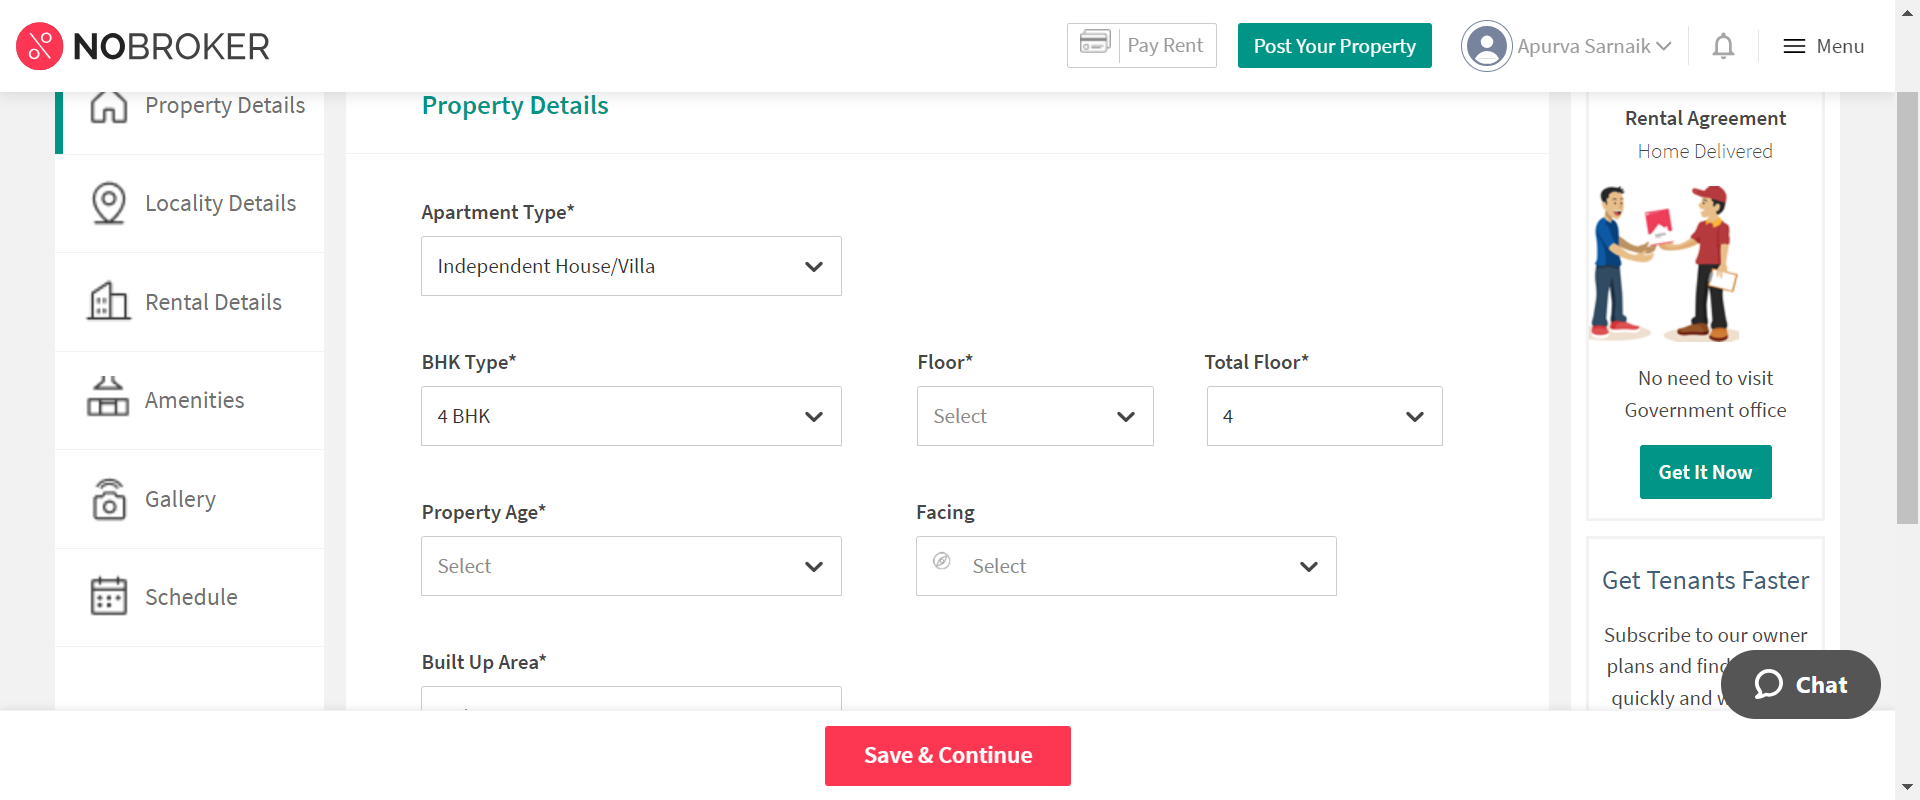 NOBROKER
Pay Rent
Post Your Property
Apurva Sarnaik
Menu
Property Details
Locality Details
Rental Details
Amenities
Gallery
Schedule
Property Details
Apartment Type*
Independent House/Villa
BHK Type*
Floor*
Total Floor*
4 BHK
Select
4
Property Age*
Facing
Select
Select
Built Up Area*
Save & Continue
Rental Agreement
Home Delivered
No need to visit
Government office
Get It Now
Get Tenants Faster
Subscribe to our owner
plans and find
quickly and
Chat